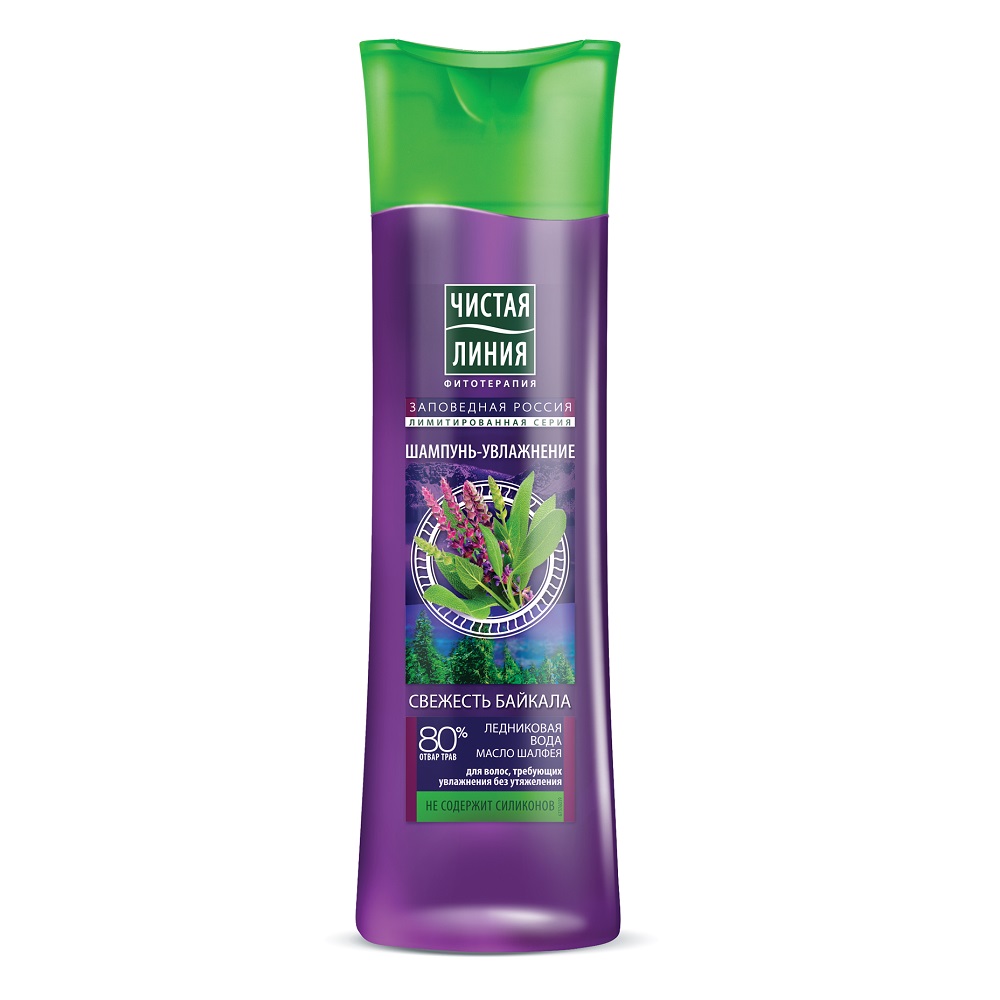 ЧИСТАЯ
ЛИНИЯ
ФИТОТЕРАПИЯ
ЗАПОВЕДНАЯ РОССИЯ
ЛИМИТИРОВАННАЯ СЕРИЯ
ШАМПУНЬ-УВЛАЖНЕНИЕ
СВЕЖЕСТЬ БАЙКАЛА
80%
ОТВАР ТРАВ
ЛЕДНИКОВАЯ
ВОДА
МАСЛО ШАЛФЕЯ
для волос, требующих
увлажнения без утяжеления
НЕ СОДЕРЖИТ СИЛИКОНОВ